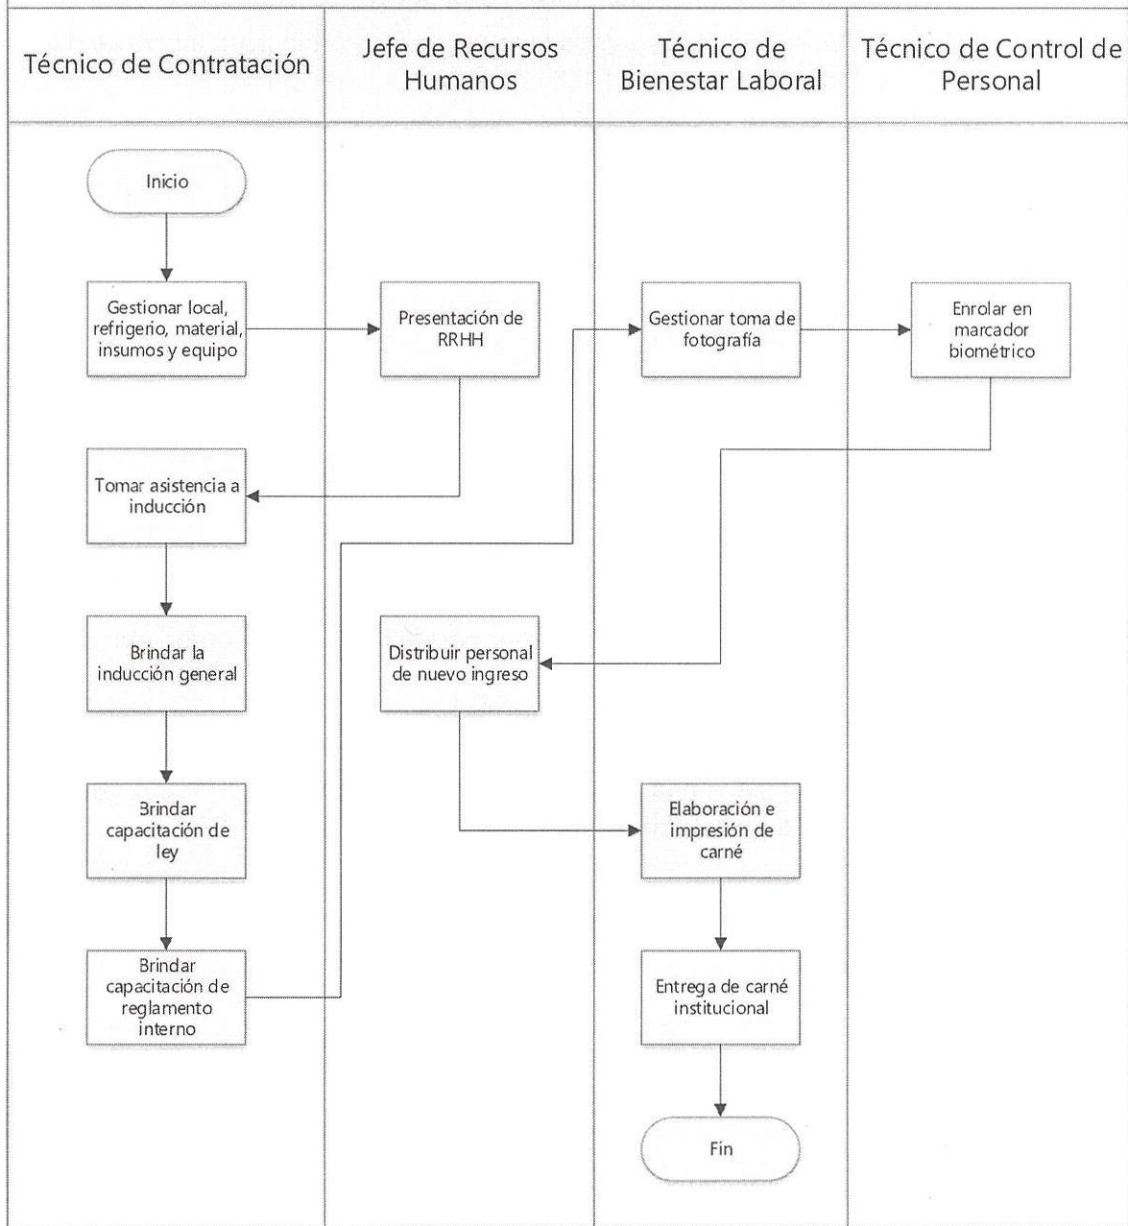 Técnico de Contratación
Jefe de Recursos
Humanos
Técnico de
Bienestar Laboral
Técnico de Control de
Personal
Inicio
Gestionar local,
refrigerio, material,
insumos y equipo
Presentación de
RRHH
Gestionar toma de
fotografía
Enrolar en
marcador
biométrico
Tomar asistencia a
inducción
Brindar la
inducción general
Distribuir personal
de nuevo ingreso
Brindar
capacitación de
ley
Elaboración e
impresión de
carné
Brindar
capacitación de
reglamento
interno
Entrega de carné
institucional
Fin